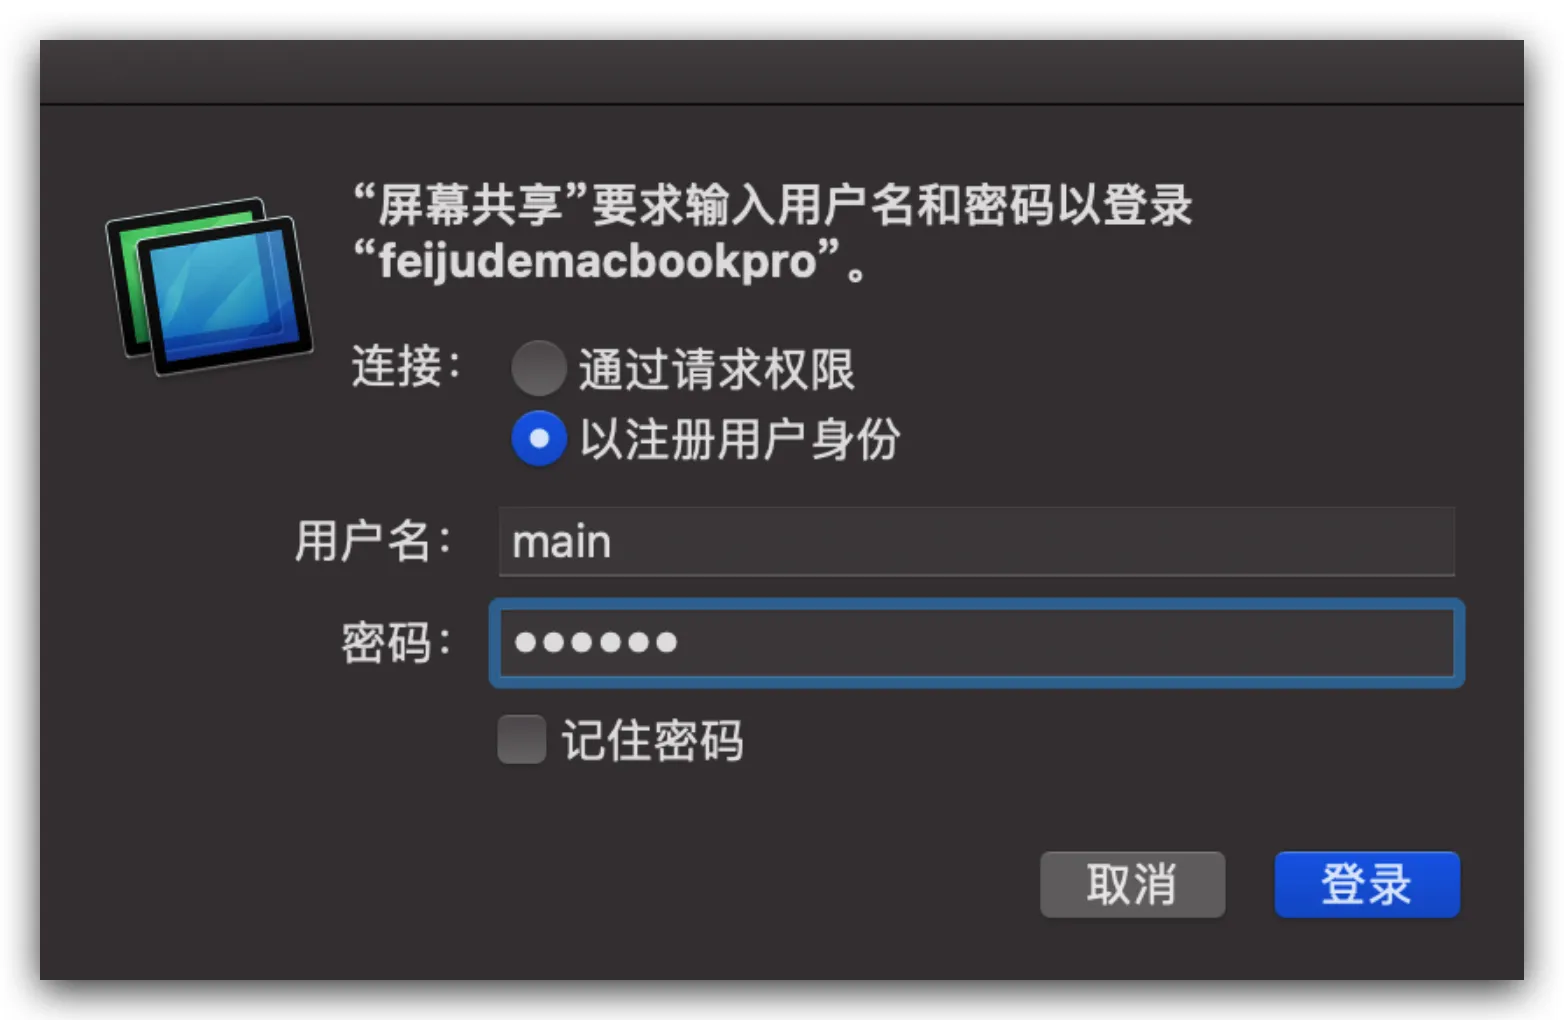 “屏幕共享”要求输入用户名和密码以登录
“feijudemacbookpro”。
连接： 通过请求权限
以注册用户身份
用户名： main
密码： ●●●●●●
记住密码
取消 登录